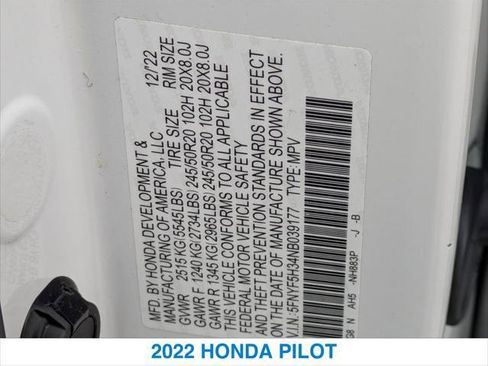 MFD. BY HONDA DEVELOPMENT & 12/22
MANUFACTURING OF AMERICA, LLC
TIRE SIZE RIM SIZE
GVWR 2515 KG(5545LBS)
GAWR F 1240 KG(2734LBS) 245/50R20 102H 20X8.0J
GAWR R 1345 KG(2965LBS) 245/50R20 102H 20X8.0J
THIS VEHICLE CONFORMS TO ALL APPLICABLE
FEDERAL MOTOR VEHICLE SAFETY
AND THEFT PREVENTION STANDARDS IN EFFECT
ON THE DATE OF MANUFACTURE SHOWN ABOVE.
V.I.N.: 5FNYF5H34NB039177 TYPE: MPV
G8 N AH5 -NH883P -J -B
2022 HONDA PILOT